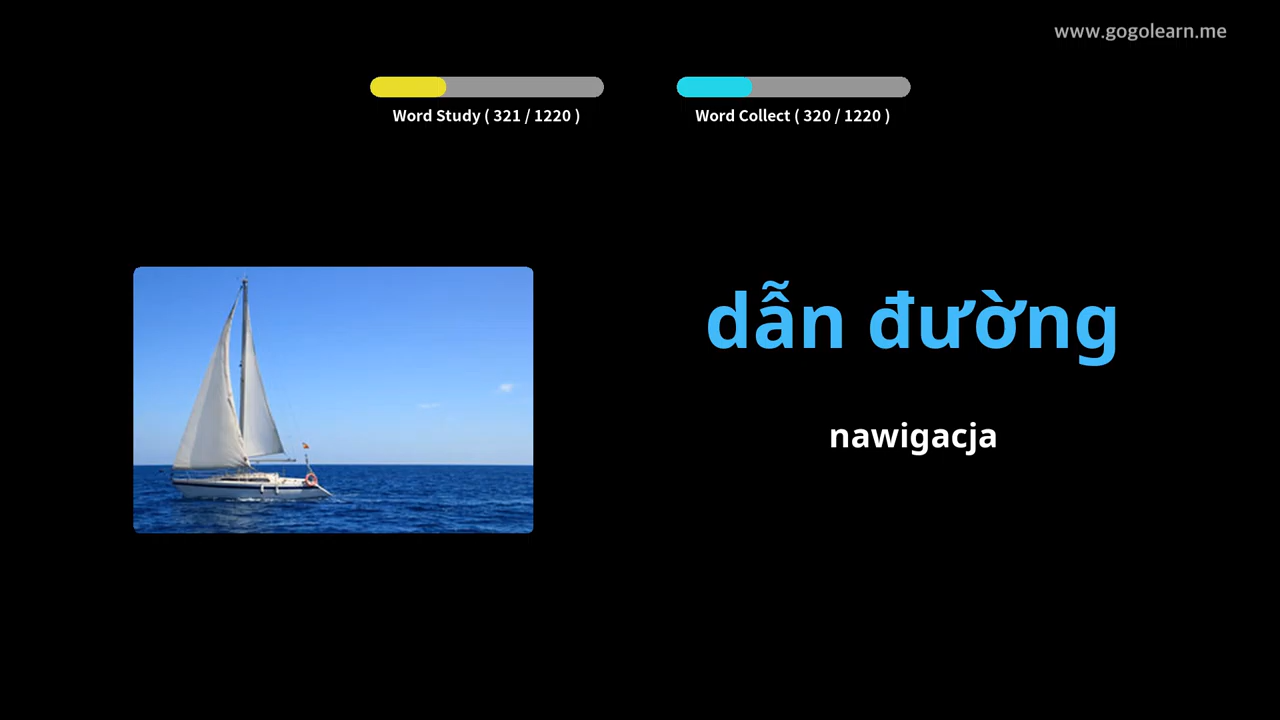 www.gogolearn.me
Word Study ( 321 / 1220 )
Word Collect ( 320 / 1220 )
dẫn đường
nawigacja